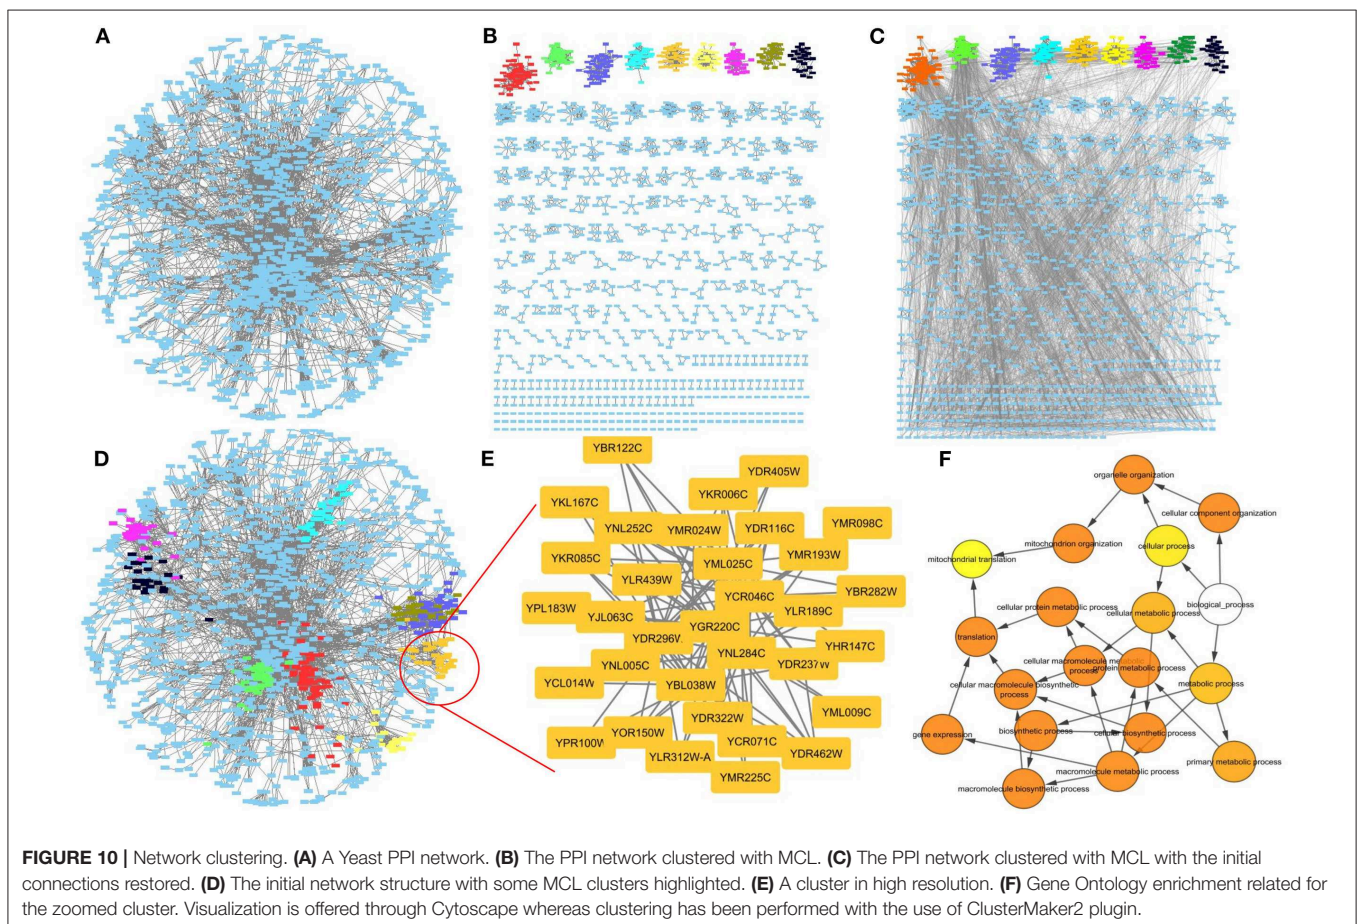 A
B
C
D
E
YBR122C
YDR405W
YKR006C
YKL167C
YNL252C
YMR024W
YDR116C
YMR098C
YKR085C
YML025C
YMR193W
YLR439W
YCR046C
YBR282W
YPL183W
YJL063C
YLR189C
YGR220C
YDR296W
YHR147C
YNL005C
YNL284C
YDR237W
YCL014W
YBL038W
YML009C
YDR322W
YPR100W
YOR150W
YCR071C
YDR462W
YLR312W-A
YMR225C
F
organelle organization
cellular component organization
mitochondrion organization
cellular process
mitochondrial translation
cellular protein metabolic process
cellular metabolic process
biological_process
translation
cellular macromolecule metabolic
process
protein metabolic process
cellular macromolecule biosynthetic
process
metabolic process
gene expression
biosynthetic process
cellular biosynthetic process
primary metabolic process
macromolecule metabolic process
macromolecule biosynthetic process
FIGURE 10 | Network clustering. (A) A Yeast PPI network. (B) The PPI network clustered with MCL. (C) The PPI network clustered with MCL with the initial
connections restored. (D) The initial network structure with some MCL clusters highlighted. (E) A cluster in high resolution. (F) Gene Ontology enrichment related for
the zoomed cluster. Visualization is offered through Cytoscape whereas clustering has been performed with the use of ClusterMaker2 plugin.